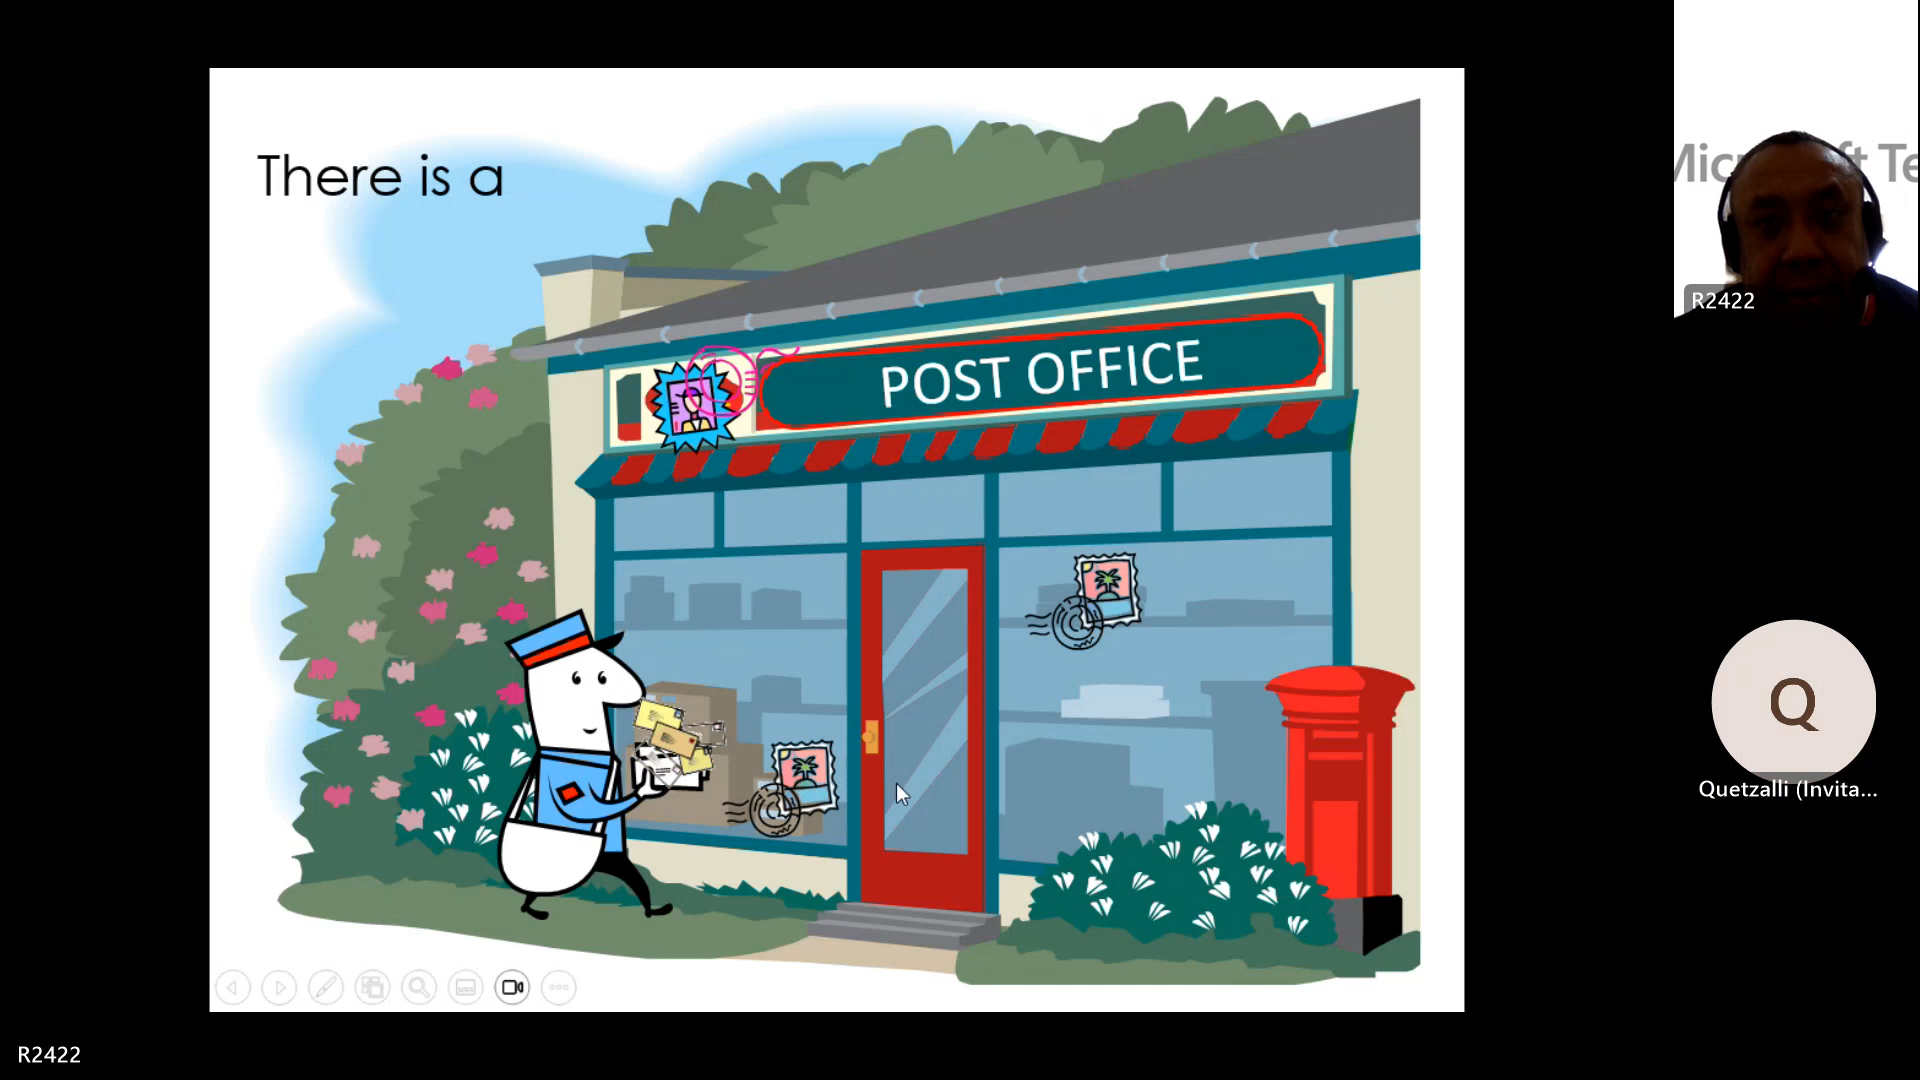 There is a
POST OFFICE
R2422
Quetzalli (Invita...
Q
R2422